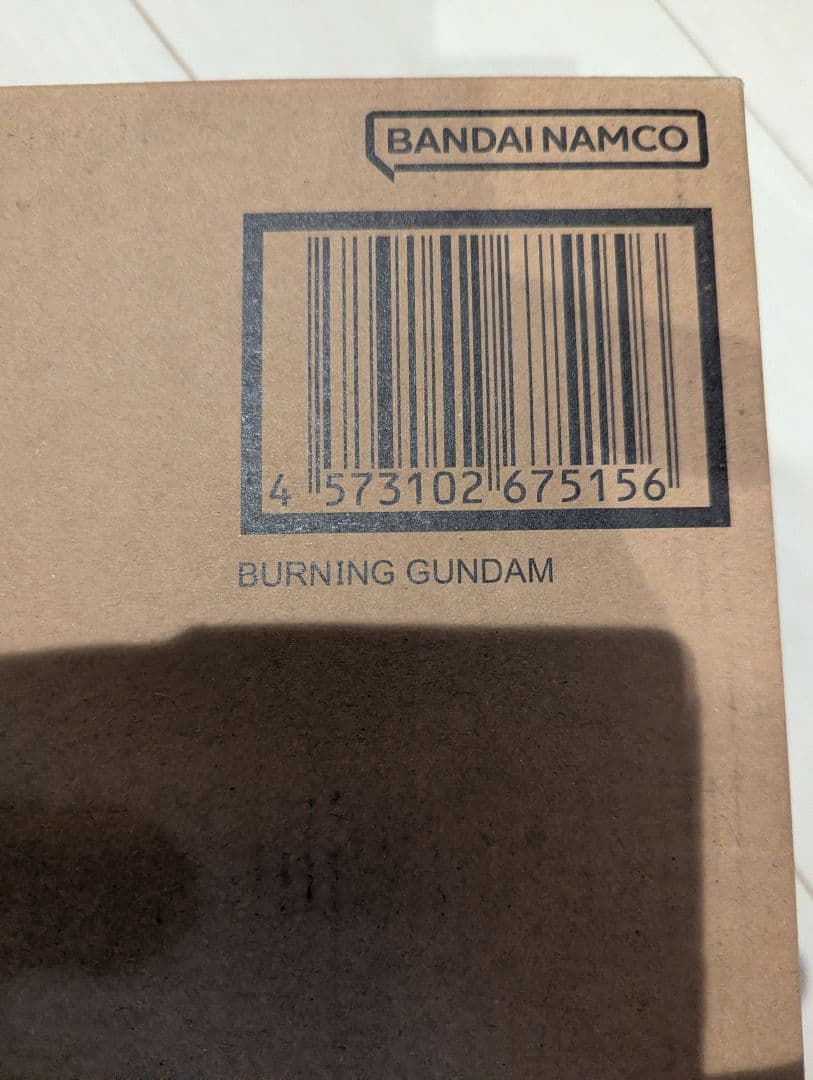 BANDAI NAMCO
4 573102 675156
BURNING GUNDAM